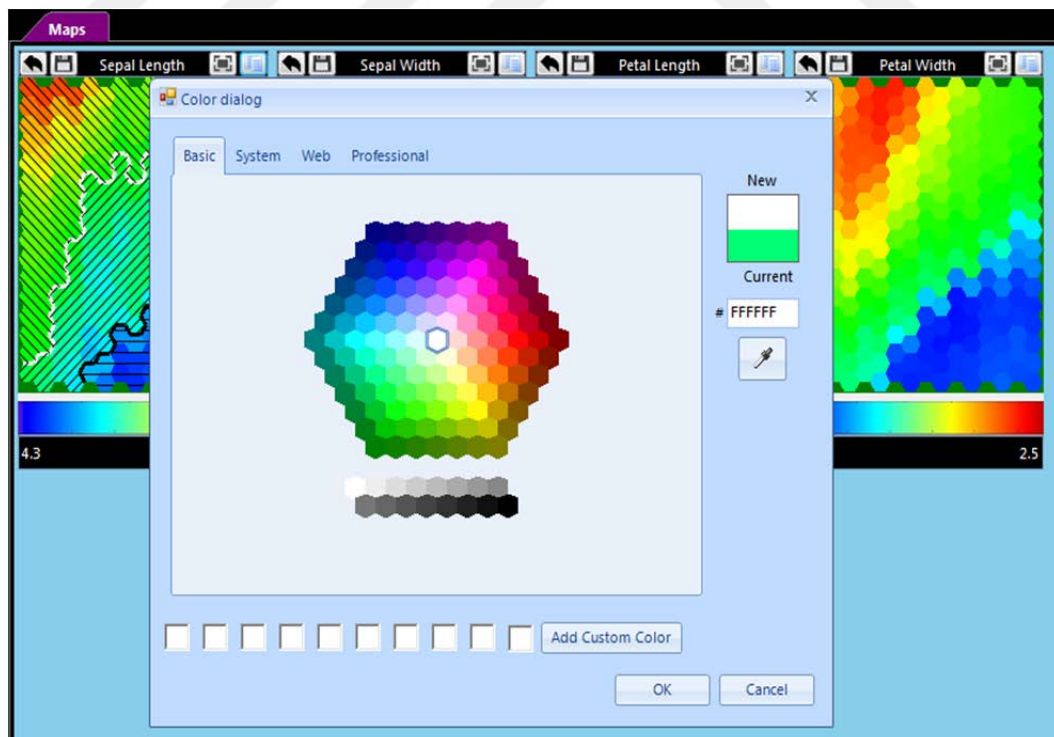 Maps
Sepal Length Sepal Width Petal Length Petal Width
Color dialog X
Basic System Web Professional
New
Current
# FFFFFF
4.3 2.5
Add Custom Color
OK Cancel